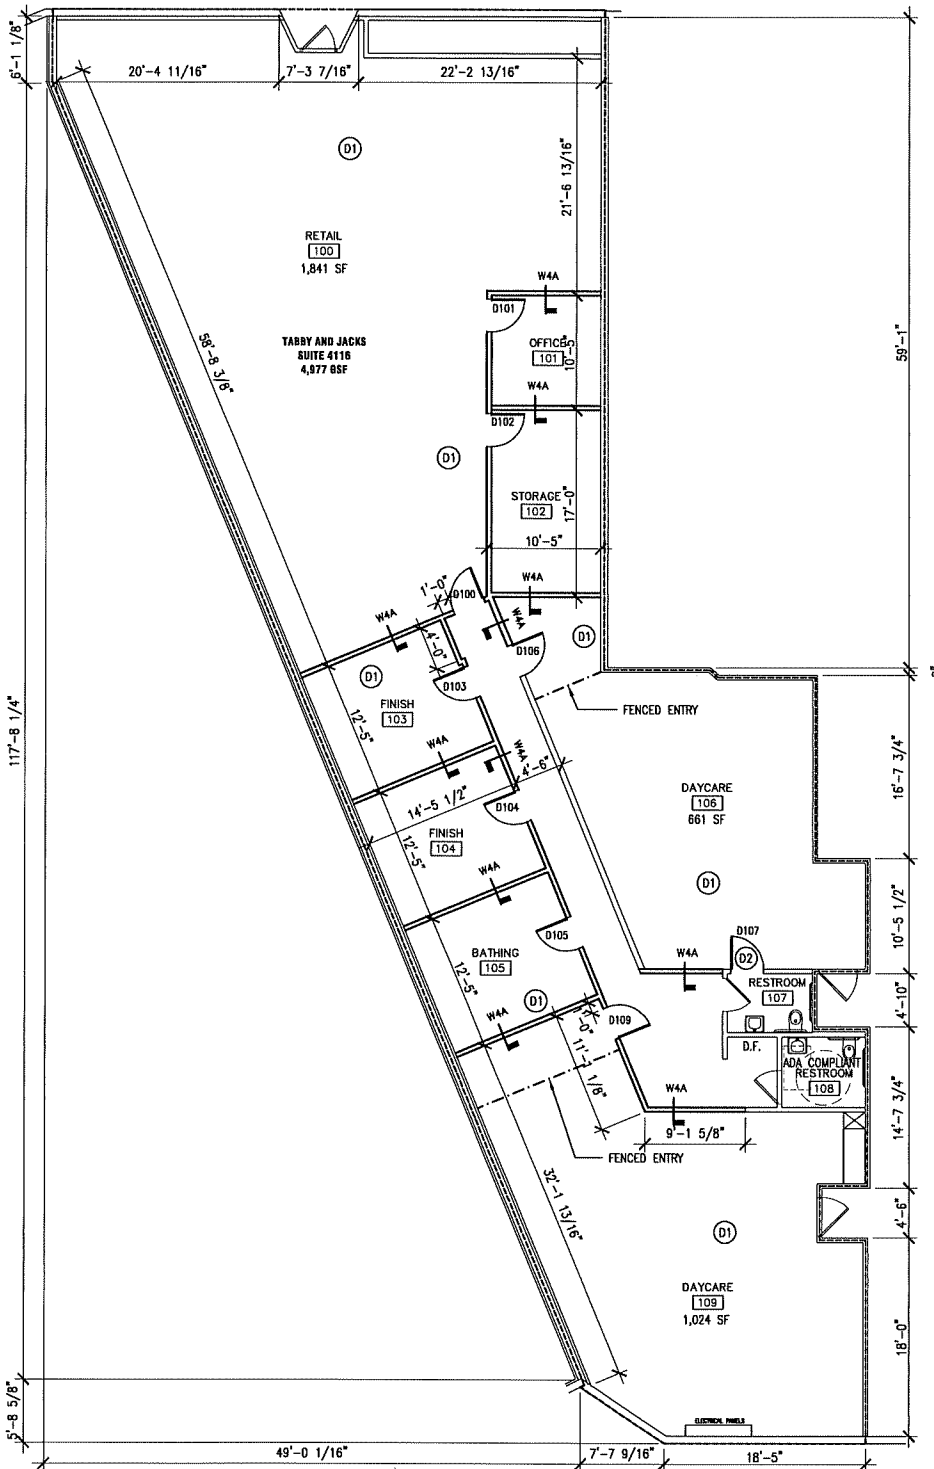 6'-1 1/8"
20'-4 11/16"
7'-3 7/16"
22'-2 13/16"
D1
21'-6 13/16"
RETAIL
100
1,841 SF
W4A
D101
TABBY AND JACKS
SUITE 4116
4,977 GSF
58'-8 3/8"
59'-1"
OFFICE
101
10'-5"
W4A
D102
D1
STORAGE
102
17'-0"
10'-5"
W4A
1'-0"
D100
W4A
W4A
4'-0"
D106
D1
D1
D103
FINISH
103
FENCED ENTRY
12'-5"
W4A
W4A
4'-6"
117'-8 1/4"
16'-7 3/4"
14'-5 1/2"
D104
DAYCARE
106
661 SF
FINISH
104
12'-5"
W4A
D1
10'-5 1/2"
D105
D107
BATHING
105
W4A
D2
12'-5"
RESTROOM
107
D1
4'-10"
W4A
1'-0"
D109
D.F.
11'-1 1/8"
ADA COMPLIANT
RESTROOM
108
W4A
14'-7 3/4"
9'-1 5/8"
FENCED ENTRY
32'-1 13/16"
4'-6"
D1
DAYCARE
109
1,024 SF
18'-0"
5'-8 5/8"
ELECTRICAL PANELS
49'-0 1/16"
7'-7 9/16"
18'-5"